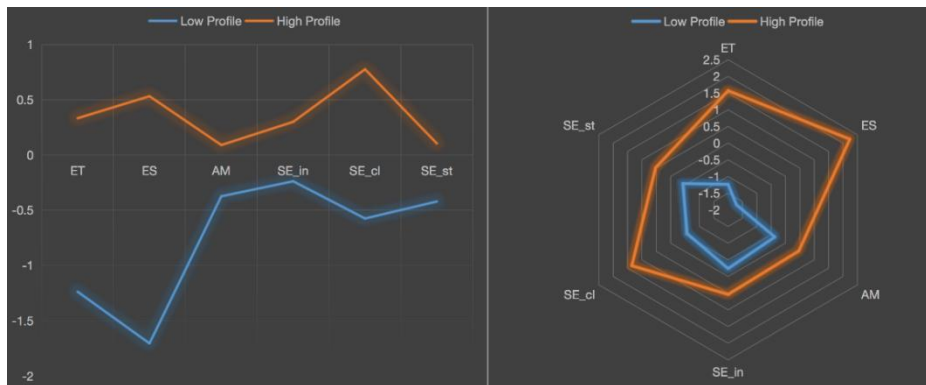 Low Profile High Profile
1
0.5
0
ET ES AM SE_in SE_cl SE_st
-0.5
-1
-1.5
-2
Low Profile High Profile
ET
2.5
2
1.5
1
0.5
0
-0.5
-1
-1.5
-2
ES
AM
SE_in
SE_cl
SE_st